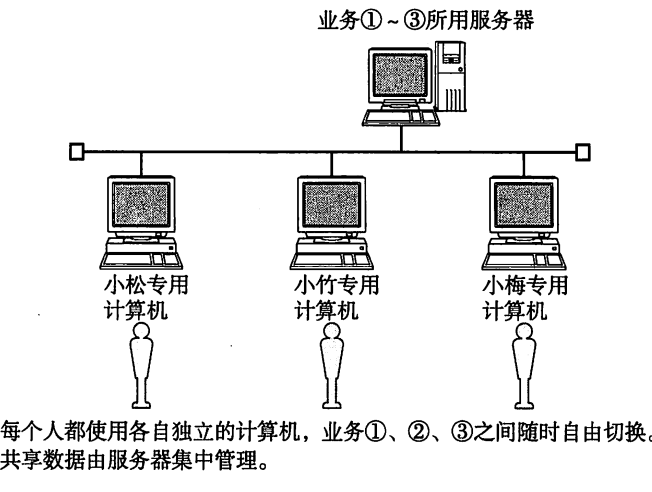 业务①~③所用服务器
小松专用
计算机
小竹专用
计算机
小梅专用
计算机
每个人都使用各自独立的计算机，业务①、②、③之间随时自由切换。
共享数据由服务器集中管理。